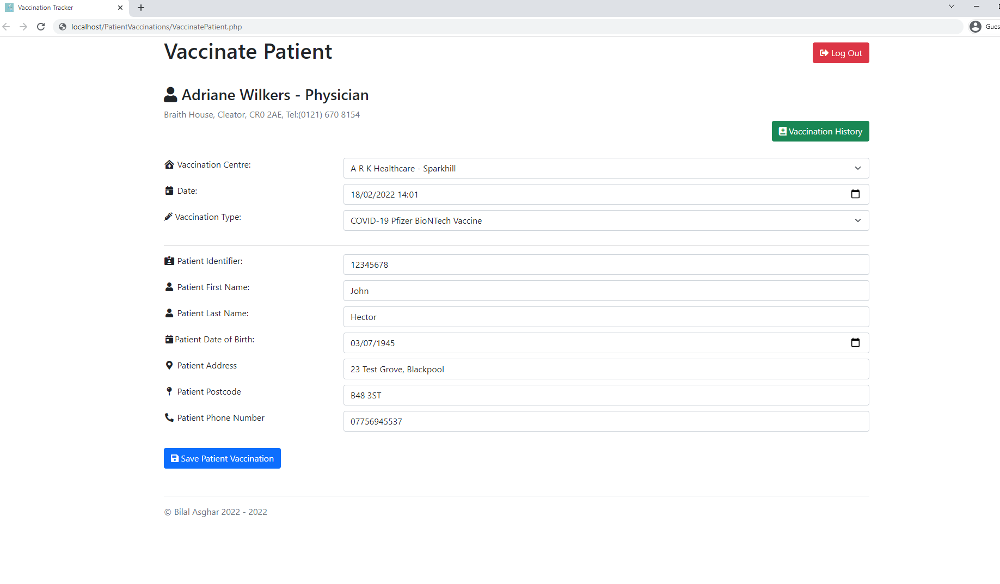 Vaccination Tracker
localhost/PatientVaccinations/VaccinatePatient.php
Gues
Vaccinate Patient
Log Out
Adriane Wilkers - Physician
Braith House, Cleator, CR0 2AE, Tel:(0121) 670 8154
Vaccination History
Vaccination Centre: A R K Healthcare - Sparkhill
Date: 18/02/2022 14:01
Vaccination Type: COVID-19 Pfizer BioNTech Vaccine
Patient Identifier: 12345678
Patient First Name: John
Patient Last Name: Hector
Patient Date of Birth: 03/07/1945
Patient Address 23 Test Grove, Blackpool
Patient Postcode B48 3ST
Patient Phone Number 07756945537
Save Patient Vaccination
© Bilal Asghar 2022 - 2022